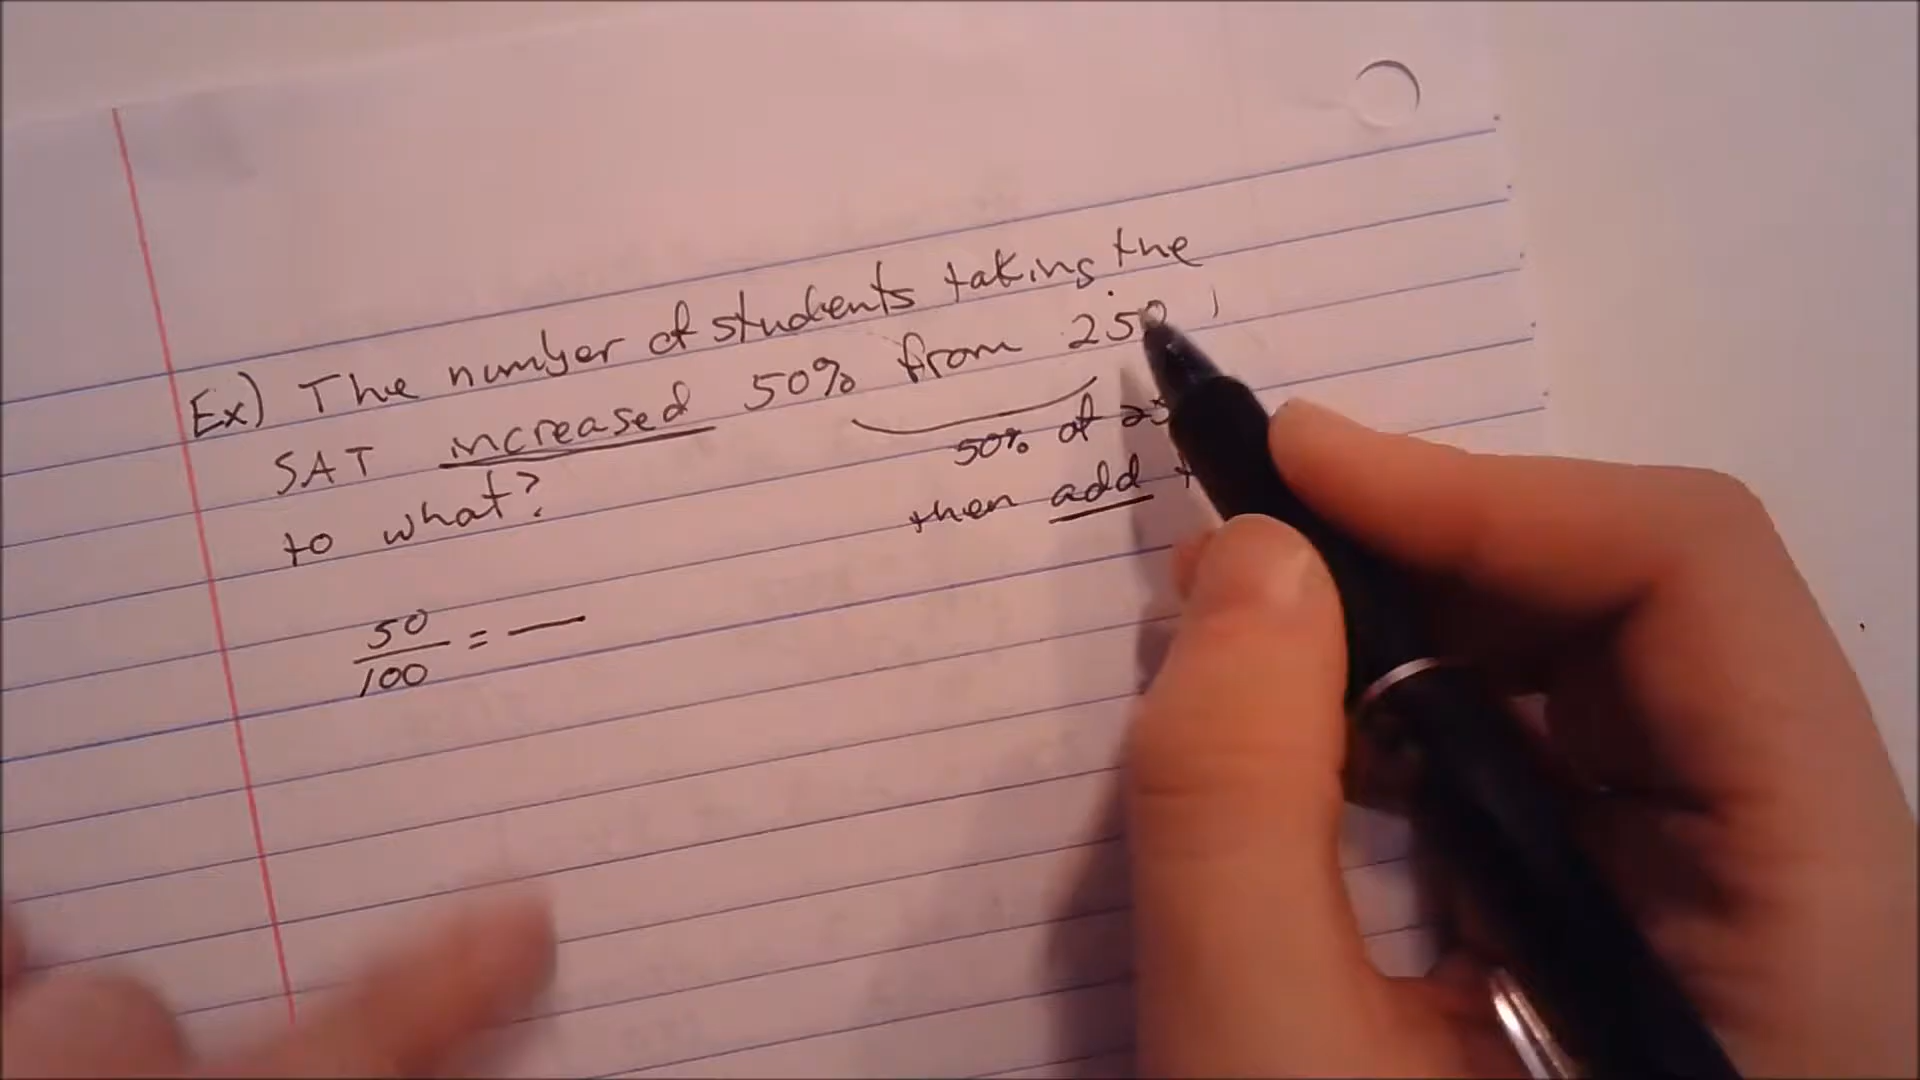 Ex) The number of students taking the
SAT increased 50% from 250
to what?
50% of 25
then add
50/100 =